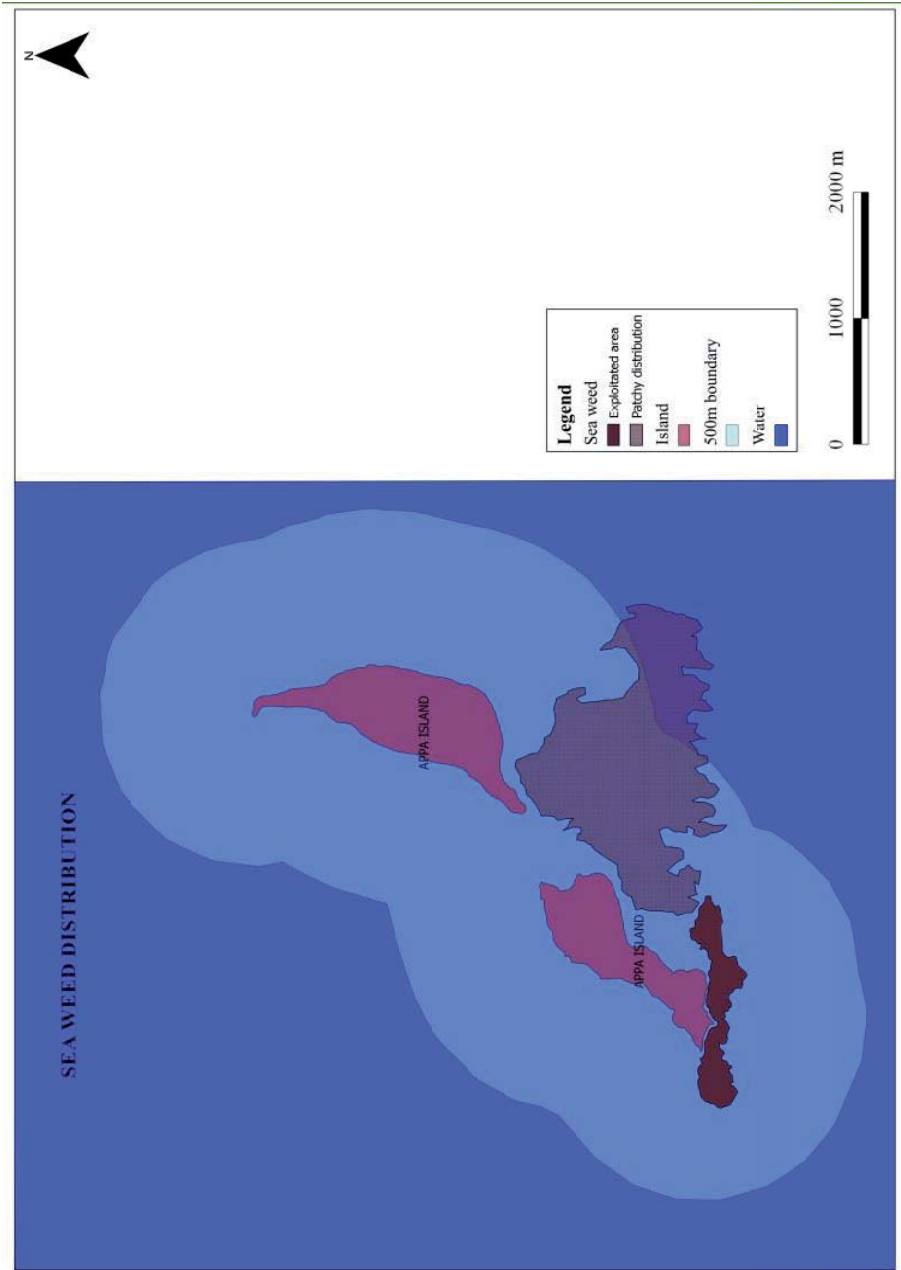 SEA WEED DISTRIBUTION
N
APPA ISLAND
APPA ISLAND
Legend
Sea weed
Exploitated area
Patchy distribution
Island
500m boundary
Water
0 1000 2000 m